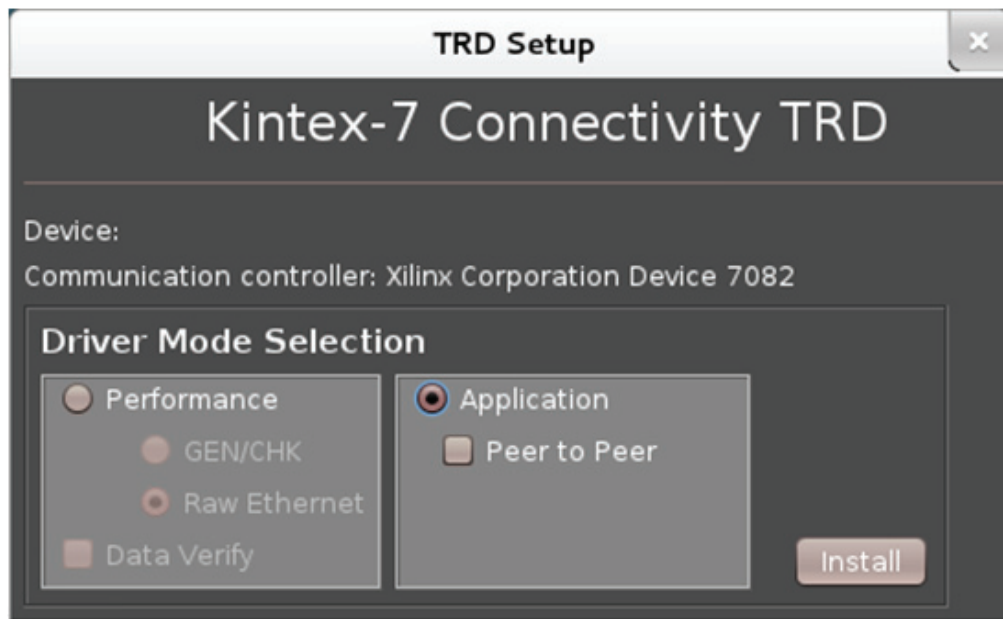 TRD Setup
Kintex-7 Connectivity TRD
Device:
Communication controller: Xilinx Corporation Device 7082
Driver Mode Selection
Performance
GEN/CHK
Raw Ethernet
Data Verify
Application
Peer to Peer
Install